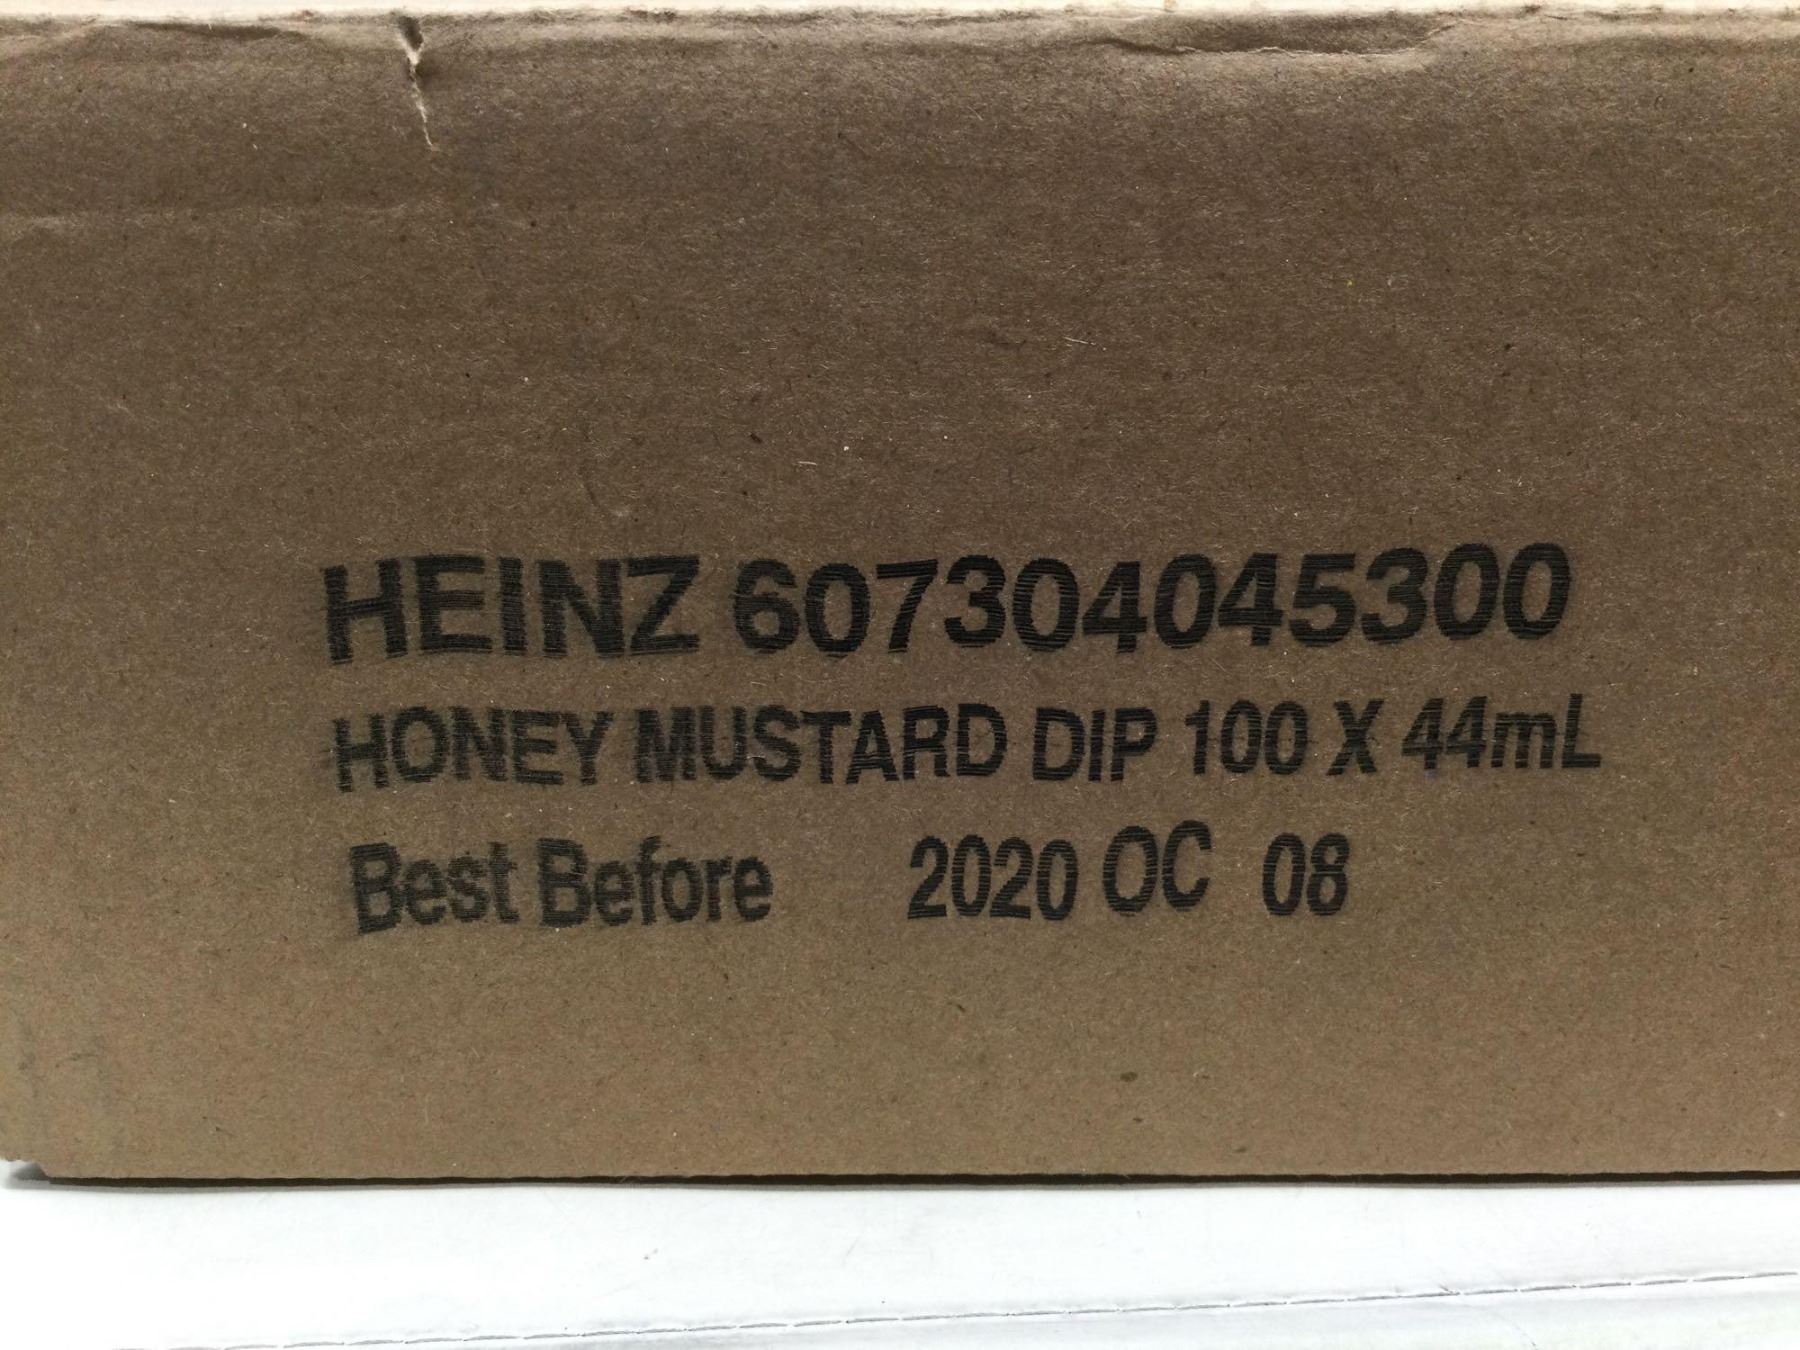 HEINZ 607304045300
HONEY MUSTARD DIP 100 X 44mL
Best Before 2020 OC 08